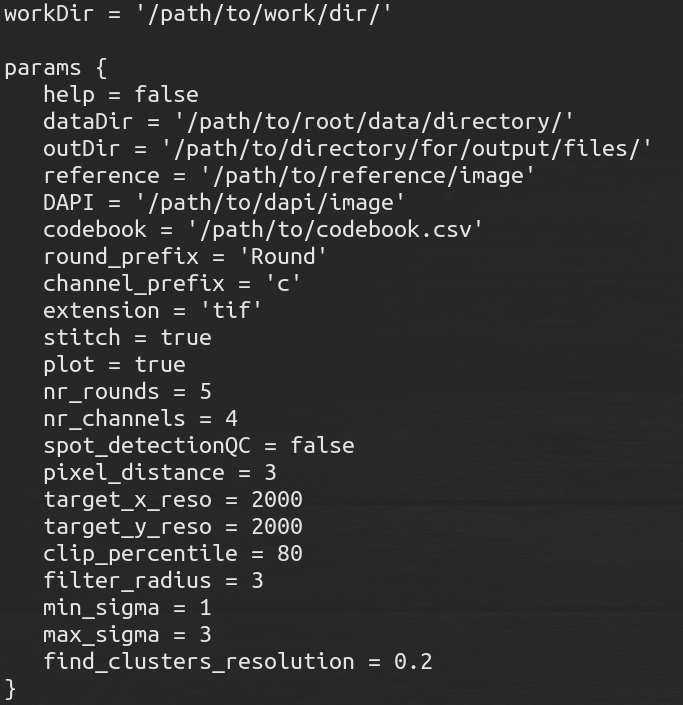 workDir = '/path/to/work/dir/'
params {
help = false
dataDir = '/path/to/root/data/directory/'
outDir = '/path/to/directory/for/output/files/'
reference = '/path/to/reference/image'
DAPI = '/path/to/dapi/image'
codebook = '/path/to/codebook.csv'
round_prefix = 'Round'
channel_prefix = 'c'
extension = 'tif'
stitch = true
plot = true
nr_rounds = 5
nr_channels = 4
spot_detectionQC = false
pixel_distance = 3
target_x_reso = 2000
target_y_reso = 2000
clip_percentile = 80
filter_radius = 3
min_sigma = 1
max_sigma = 3
find_clusters_resolution = 0.2
}